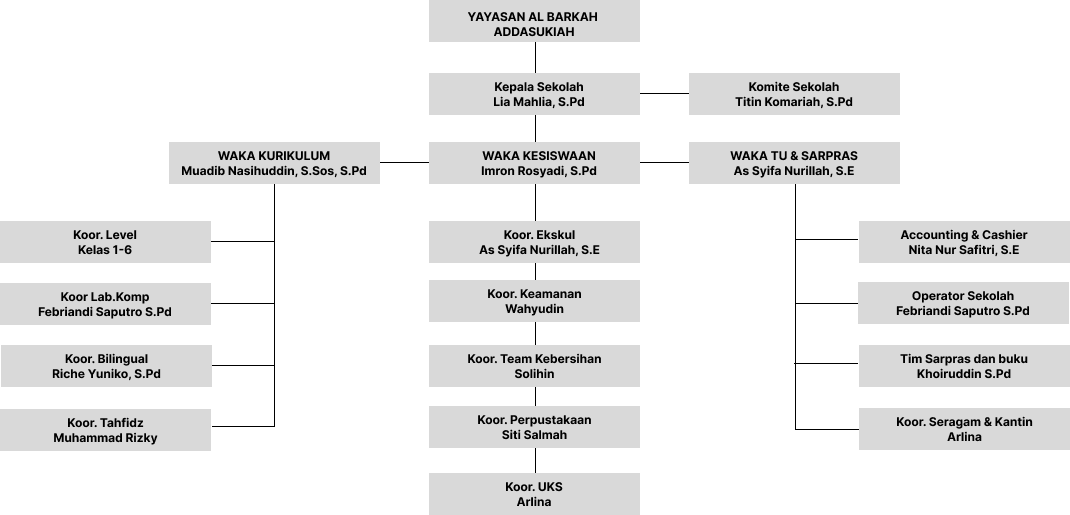 YAYASAN AL BARKAH
ADDASUKIAH
Kepala Sekolah
Lia Mahlia, S.Pd
Komite Sekolah
Titin Komariah, S.Pd
WAKA KURIKULUM
Muadib Nasihuddin, S.Sos, S.Pd
WAKA KESISWAAN
Imron Rosyadi, S.Pd
WAKA TU & SARPRAS
As Syifa Nurillah, S.E
Koor. Level
Kelas 1-6
Koor Lab.Komp
Febriandi Saputro S.Pd
Koor. Bilingual
Riche Yuniko, S.Pd
Koor. Tahfidz
Muhammad Rizky
Koor. Ekskul
As Syifa Nurillah, S.E
Koor. Keamanan
Wahyudin
Koor. Team Kebersihan
Solihin
Koor. Perpustakaan
Siti Salmah
Koor. UKS
Arlina
Accounting & Cashier
Nita Nur Safitri, S.E
Operator Sekolah
Febriandi Saputro S.Pd
Tim Sarpras dan buku
Khoiruddin S.Pd
Koor. Seragam & Kantin
Arlina